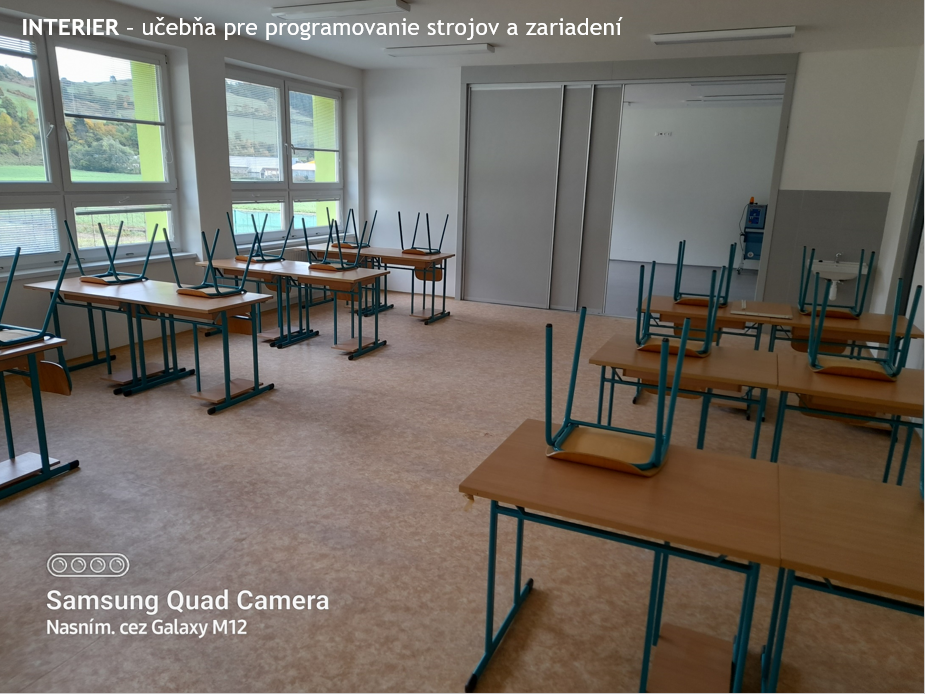 INTERIER – učebňa pre programovanie strojov a zariadení
Samsung Quad Camera
Nasním. cez Galaxy M12